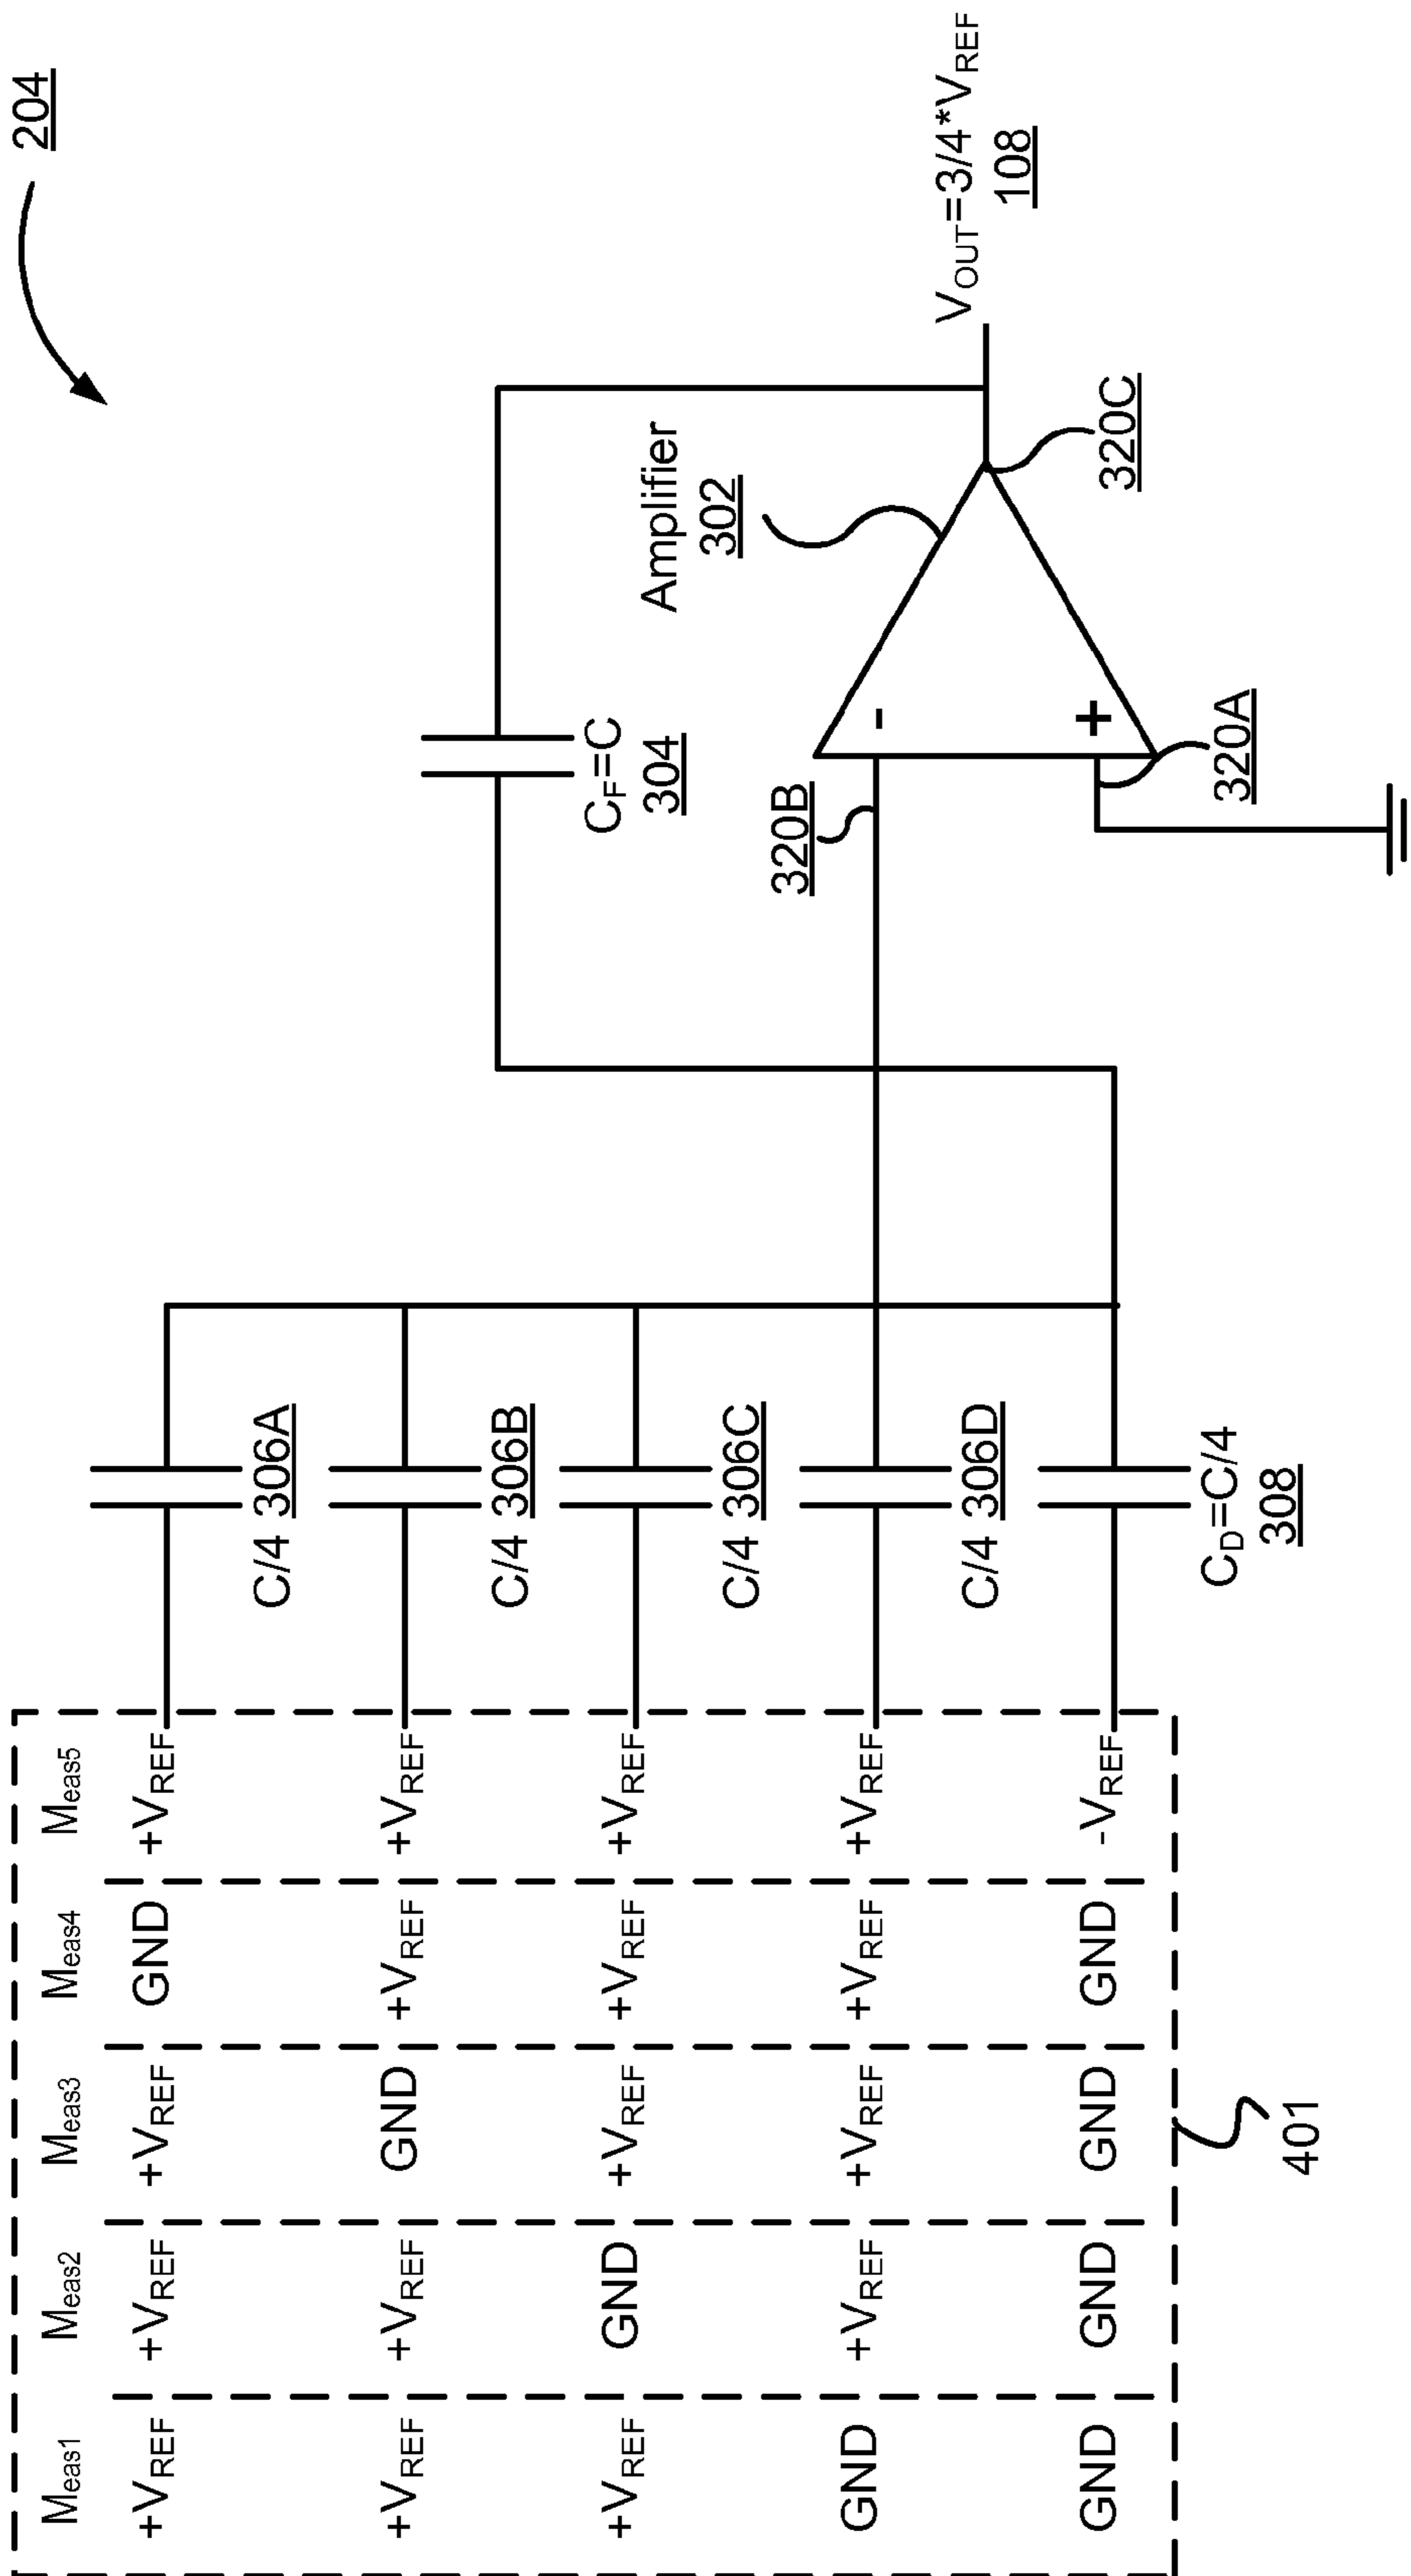 204
Meas1 Meas2 Meas3 Meas4 Meas5
+VREF +VREF +VREF GND +VREF
C/4 306A
+VREF +VREF GND +VREF +VREF
C/4 306B
+VREF GND +VREF +VREF +VREF
C/4 306C
GND +VREF +VREF +VREF +VREF
C/4 306D
GND GND GND GND -VREF
CD=C/4
308
401
CF=C
304
Amplifier
302
320B
-
+
320A
320C
VOUT=3/4*VREF
108